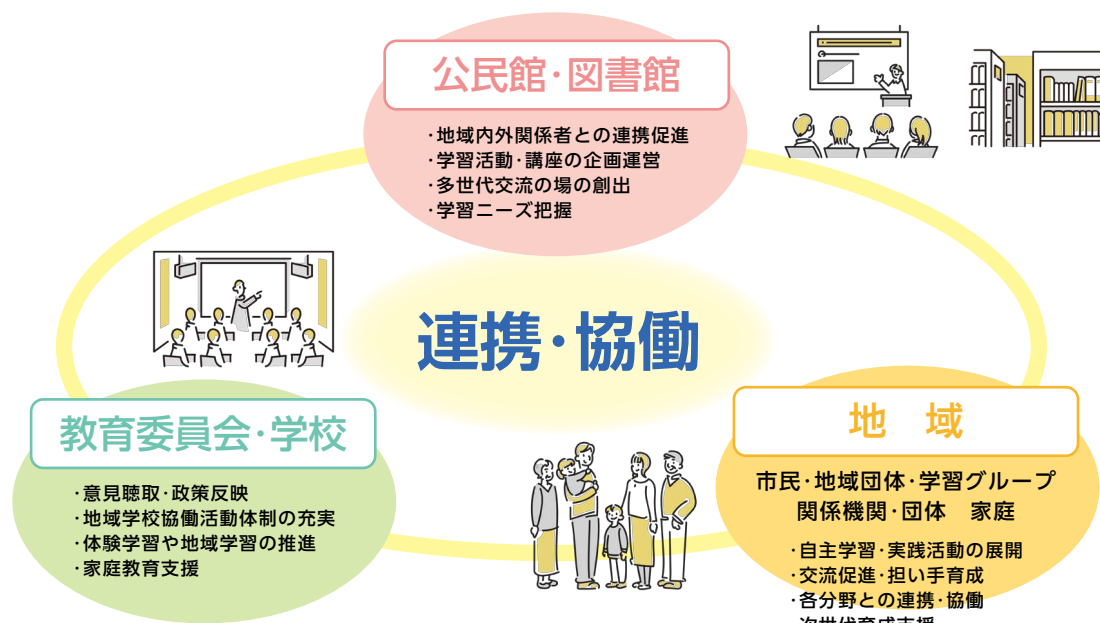 公民館・図書館
・地域内外関係者との連携促進
・学習活動・講座の企画運営
・多世代交流の場の創出
・学習ニーズ把握
連携・協働
教育委員会・学校
・意見聴取・政策反映
・地域学校協働活動体制の充実
・体験学習や地域学習の推進
・家庭教育支援
地　域
市民・地域団体・学習グループ
関係機関・団体　家庭
・自主学習・実践活動の展開
・交流促進・担い手育成
・各分野との連携・協働